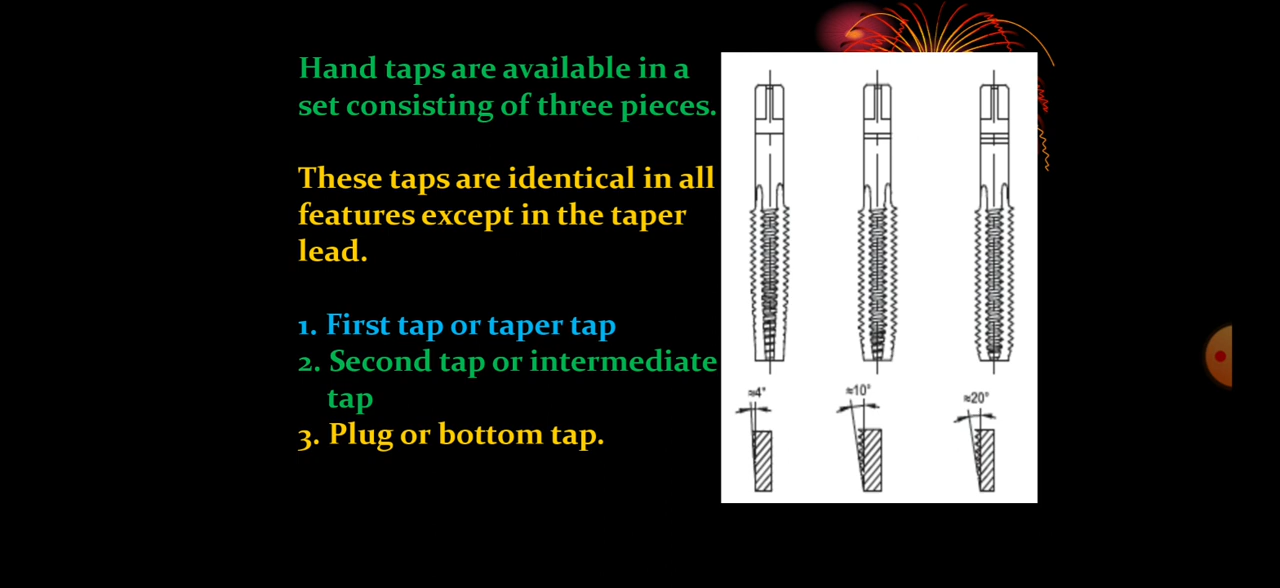 Hand taps are available in a
set consisting of three pieces.
These taps are identical in all
features except in the taper
lead.
1. First tap or taper tap
2. Second tap or intermediate
tap
3. Plug or bottom tap.
≈4°
≈10°
≈20°